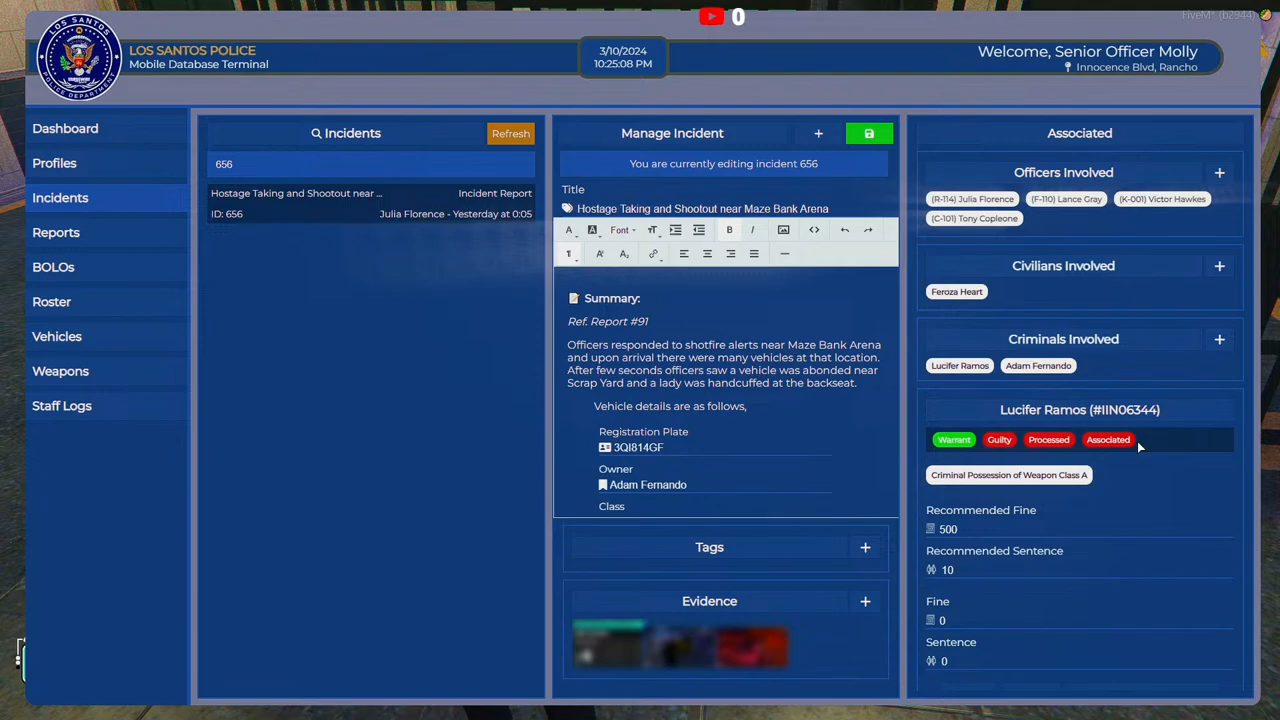 0
FiveM* (b2944)
LOS SANTOS
POLICE DEPARTMENT
LOS SANTOS POLICE
Mobile Database Terminal
3/10/2024
10:25:08 PM
Welcome, Senior Officer Molly
Innocence Blvd, Rancho
Dashboard
Profiles
Incidents
Reports
BOLOs
Roster
Vehicles
Weapons
Staff Logs
Incidents
Refresh
656
Hostage Taking and Shootout near ... Incident Report
ID: 656 Julia Florence - Yesterday at 0:05
Manage Incident
You are currently editing incident 656
Title
Hostage Taking and Shootout near Maze Bank Arena
Font
Summary:
Ref. Report #91
Officers responded to shotfire alerts near Maze Bank Arena
and upon arrival there were many vehicles at that location.
After few seconds officers saw a vehicle was abonded near
Scrap Yard and a lady was handcuffed at the backseat.
Vehicle details are as follows,
Registration Plate
3QI814GF
Owner
Adam Fernando
Class
Tags
Evidence
Associated
Officers Involved
(R-114) Julia Florence (F-110) Lance Gray (K-001) Victor Hawkes
(C-101) Tony Copleone
Civilians Involved
Feroza Heart
Criminals Involved
Lucifer Ramos Adam Fernando
Lucifer Ramos (#IIN06344)
Warrant Guilty Processed Associated
Criminal Possession of Weapon Class A
Recommended Fine
500
Recommended Sentence
10
Fine
0
Sentence
0